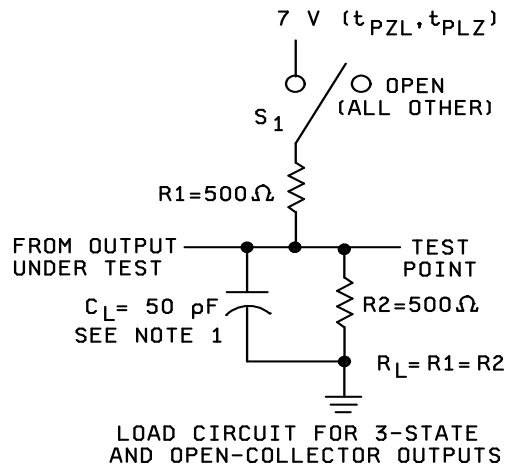 7 V (tPZL,tPLZ)
OPEN
(ALL OTHER)
S1
R1=500Ω
FROM OUTPUT
UNDER TEST
TEST
POINT
CL= 50 pF
SEE NOTE 1
R2=500Ω
RL=R1=R2
LOAD CIRCUIT FOR 3-STATE
AND OPEN-COLLECTOR OUTPUTS